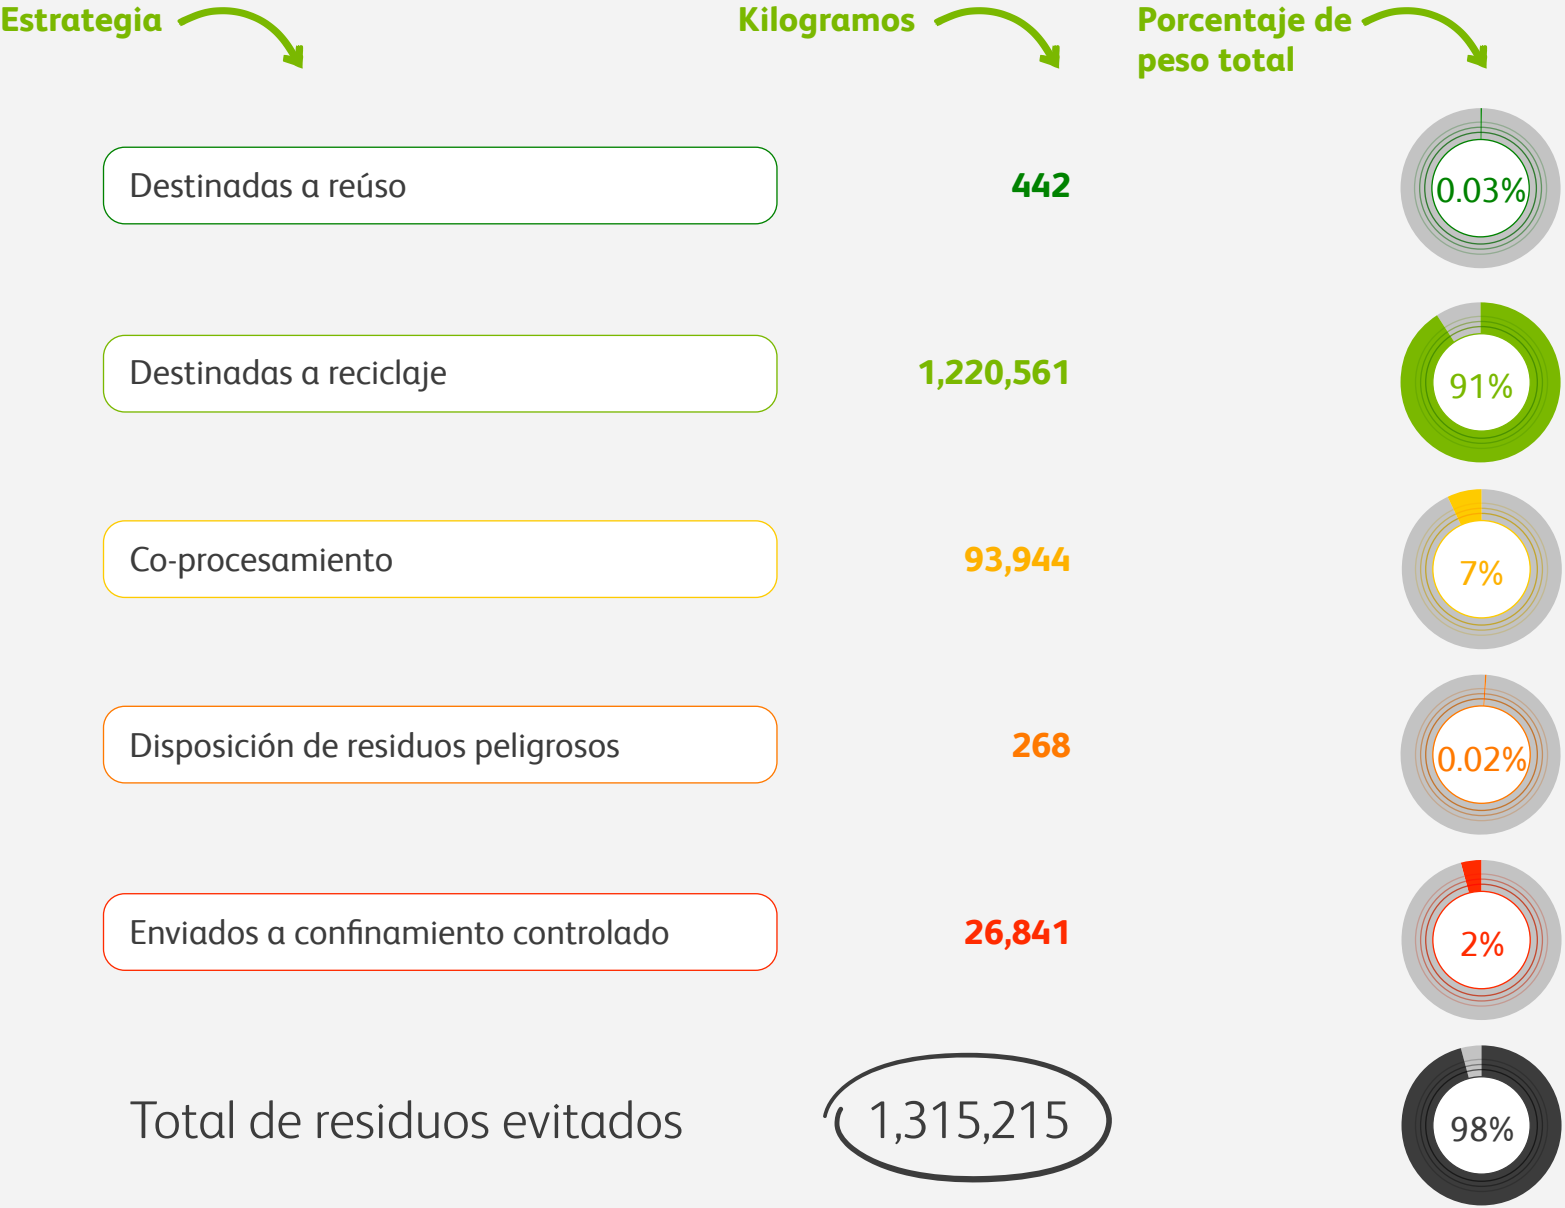 Estrategia
Kilogramos
Porcentaje de
peso total
Destinadas a reúso
442
0.03%
Destinadas a reciclaje
1,220,561
91%
Co-procesamiento
93,944
7%
Disposición de residuos peligrosos
268
0.02%
Enviados a confinamiento controlado
26,841
2%
Total de residuos evitados
1,315,215
98%